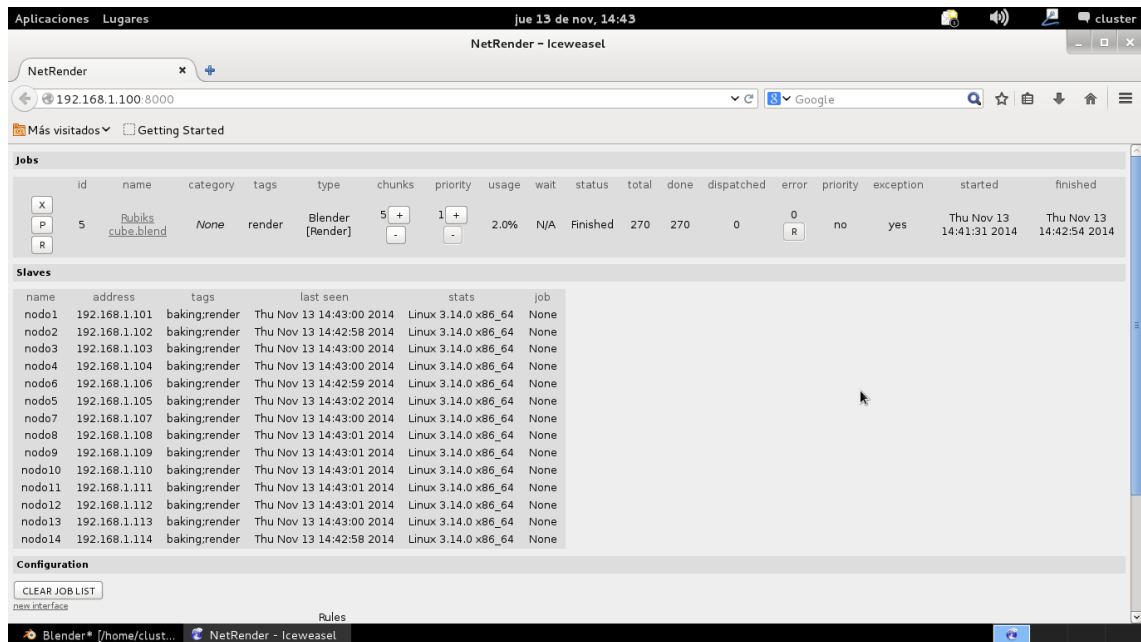 Aplicaciones Lugares jue 13 de nov, 14:43 cluster
NetRender - Iceweasel
NetRender
192.168.1.100:8000 Google
Más visitados Getting Started
Jobs
id name category tags type chunks priority usage wait status total done dispatched error priority exception started finished
X P R 5 Rubiks cube.blend None render Blender [Render] 5 + - 1 + - 2.0% N/A Finished 270 270 0 0 R no yes Thu Nov 13 14:41:31 2014 Thu Nov 13 14:42:54 2014
Slaves
name address tags last seen stats job
nodo1 192.168.1.101 baking;render Thu Nov 13 14:43:00 2014 Linux 3.14.0 x86_64 None
nodo2 192.168.1.102 baking;render Thu Nov 13 14:42:58 2014 Linux 3.14.0 x86_64 None
nodo3 192.168.1.103 baking;render Thu Nov 13 14:43:00 2014 Linux 3.14.0 x86_64 None
nodo4 192.168.1.104 baking;render Thu Nov 13 14:43:00 2014 Linux 3.14.0 x86_64 None
nodo6 192.168.1.106 baking;render Thu Nov 13 14:42:59 2014 Linux 3.14.0 x86_64 None
nodo5 192.168.1.105 baking;render Thu Nov 13 14:43:02 2014 Linux 3.14.0 x86_64 None
nodo7 192.168.1.107 baking;render Thu Nov 13 14:43:00 2014 Linux 3.14.0 x86_64 None
nodo8 192.168.1.108 baking;render Thu Nov 13 14:43:01 2014 Linux 3.14.0 x86_64 None
nodo9 192.168.1.109 baking;render Thu Nov 13 14:43:01 2014 Linux 3.14.0 x86_64 None
nodo10 192.168.1.110 baking;render Thu Nov 13 14:43:01 2014 Linux 3.14.0 x86_64 None
nodo11 192.168.1.111 baking;render Thu Nov 13 14:43:01 2014 Linux 3.14.0 x86_64 None
nodo12 192.168.1.112 baking;render Thu Nov 13 14:43:01 2014 Linux 3.14.0 x86_64 None
nodo13 192.168.1.113 baking;render Thu Nov 13 14:43:00 2014 Linux 3.14.0 x86_64 None
nodo14 192.168.1.114 baking;render Thu Nov 13 14:42:58 2014 Linux 3.14.0 x86_64 None
Configuration
CLEAR JOB LIST
new interface
Rules
Blender* [/home/clust... NetRender - Iceweasel